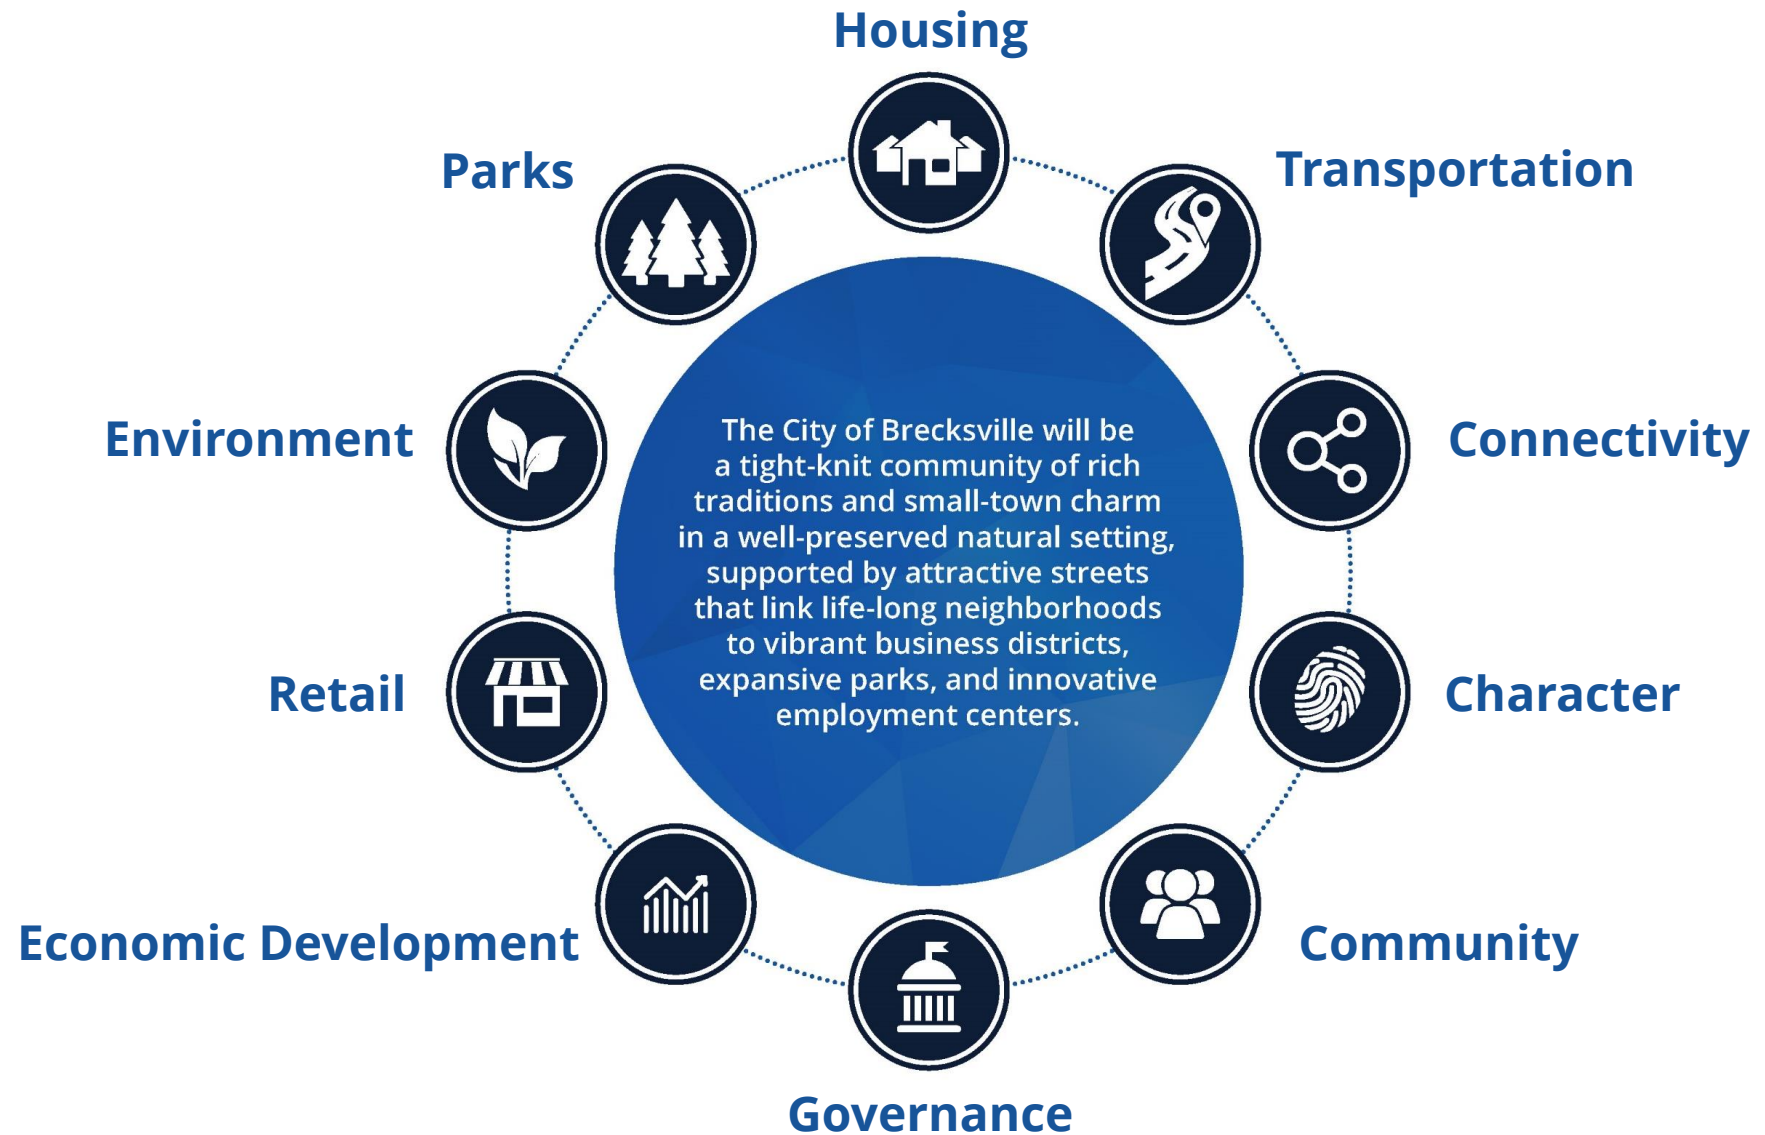 Housing
Parks
Transportation
Environment
Connectivity
The City of Brecksville will be
a tight-knit community of rich
traditions and small-town charm
in a well-preserved natural setting,
supported by attractive streets
that link life-long neighborhoods
to vibrant business districts,
expansive parks, and innovative
employment centers.
Retail
Character
Economic Development
Community
Governance